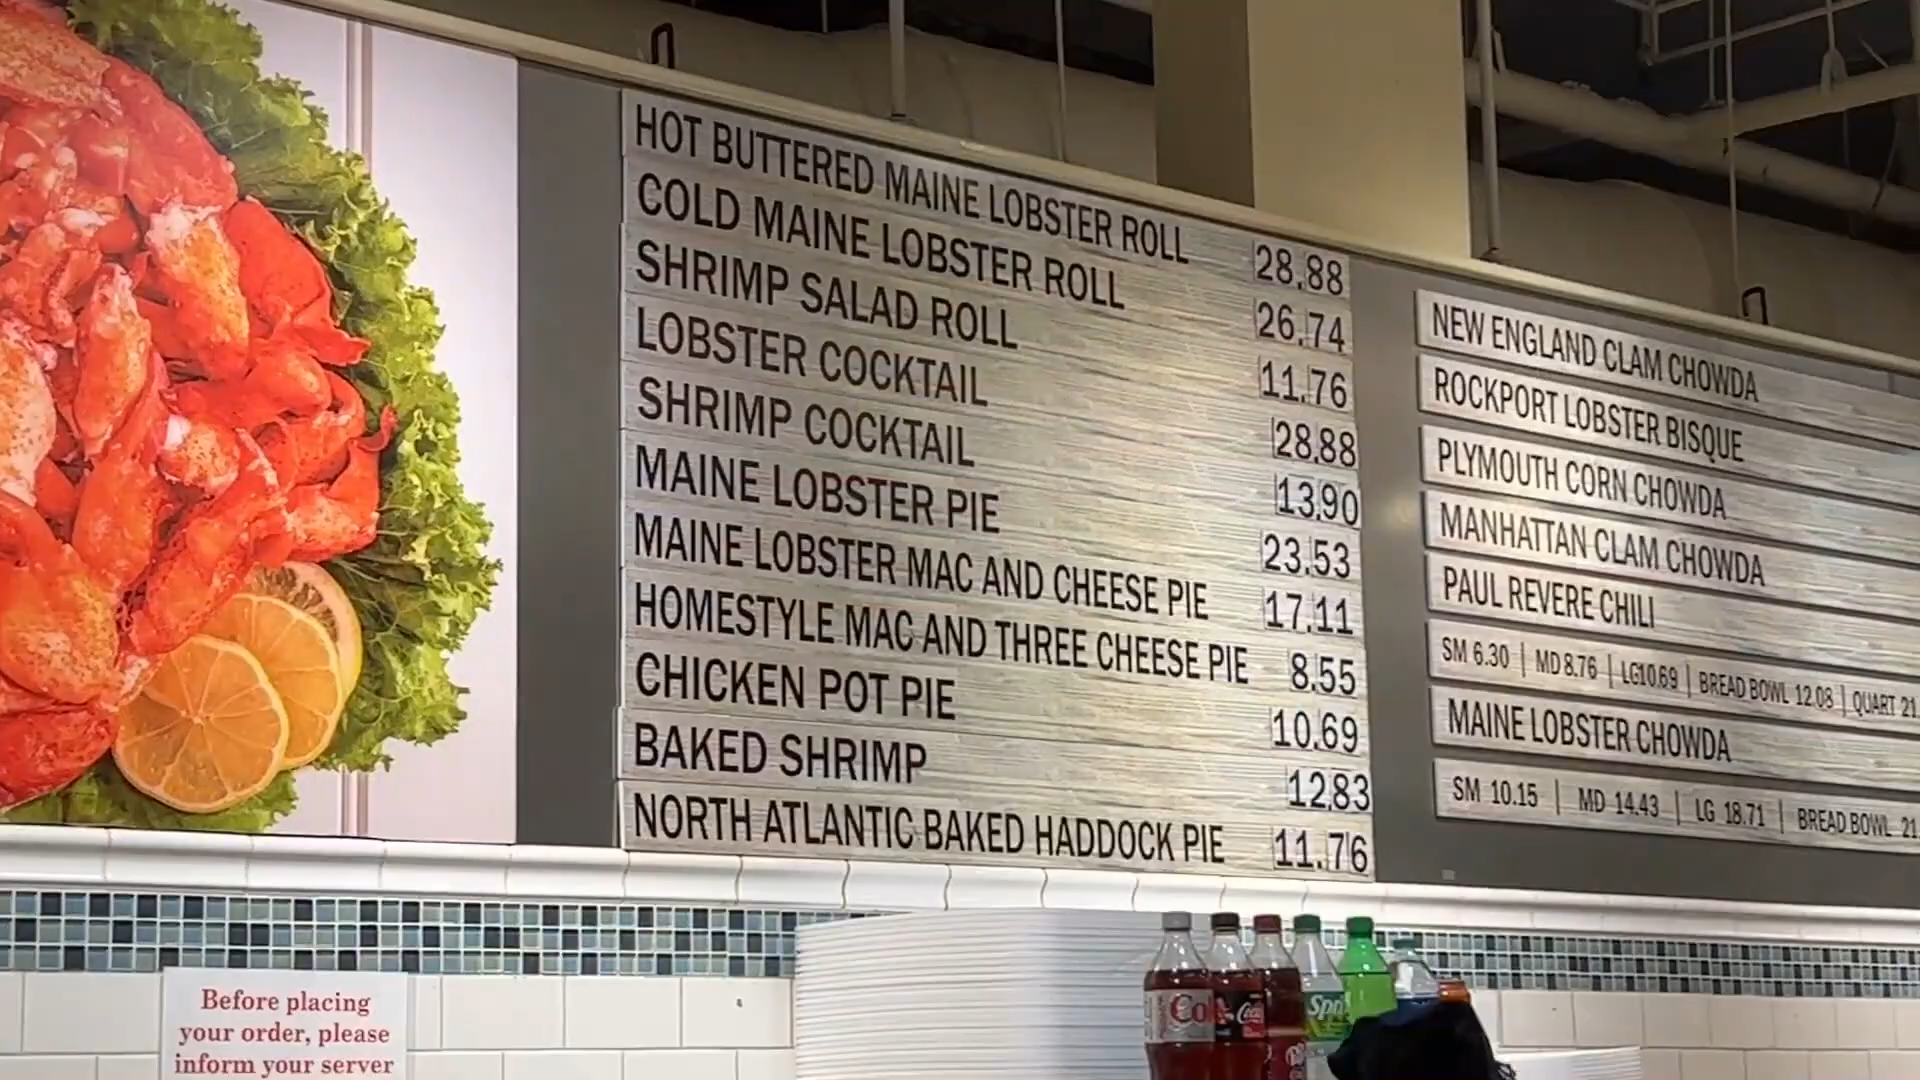 HOT BUTTERED MAINE LOBSTER ROLL 28.88
COLD MAINE LOBSTER ROLL 26.74
SHRIMP SALAD ROLL 11.76
LOBSTER COCKTAIL 28.88
SHRIMP COCKTAIL 13.90
MAINE LOBSTER PIE 23.53
MAINE LOBSTER MAC AND CHEESE PIE 17.11
HOMESTYLE MAC AND THREE CHEESE PIE 8.55
CHICKEN POT PIE 10.69
BAKED SHRIMP 12.83
NORTH ATLANTIC BAKED HADDOCK PIE 11.76
NEW ENGLAND CLAM CHOWDA
ROCKPORT LOBSTER BISQUE
PLYMOUTH CORN CHOWDA
MANHATTAN CLAM CHOWDA
PAUL REVERE CHILI
SM 6.30 | MD 8.76 | LG10.69 | BREAD BOWL 12.08 | QUART 21.
MAINE LOBSTER CHOWDA
SM 10.15 | MD 14.43 | LG 18.71 | BREAD BOWL 21
Before placing
your order, please
inform your server